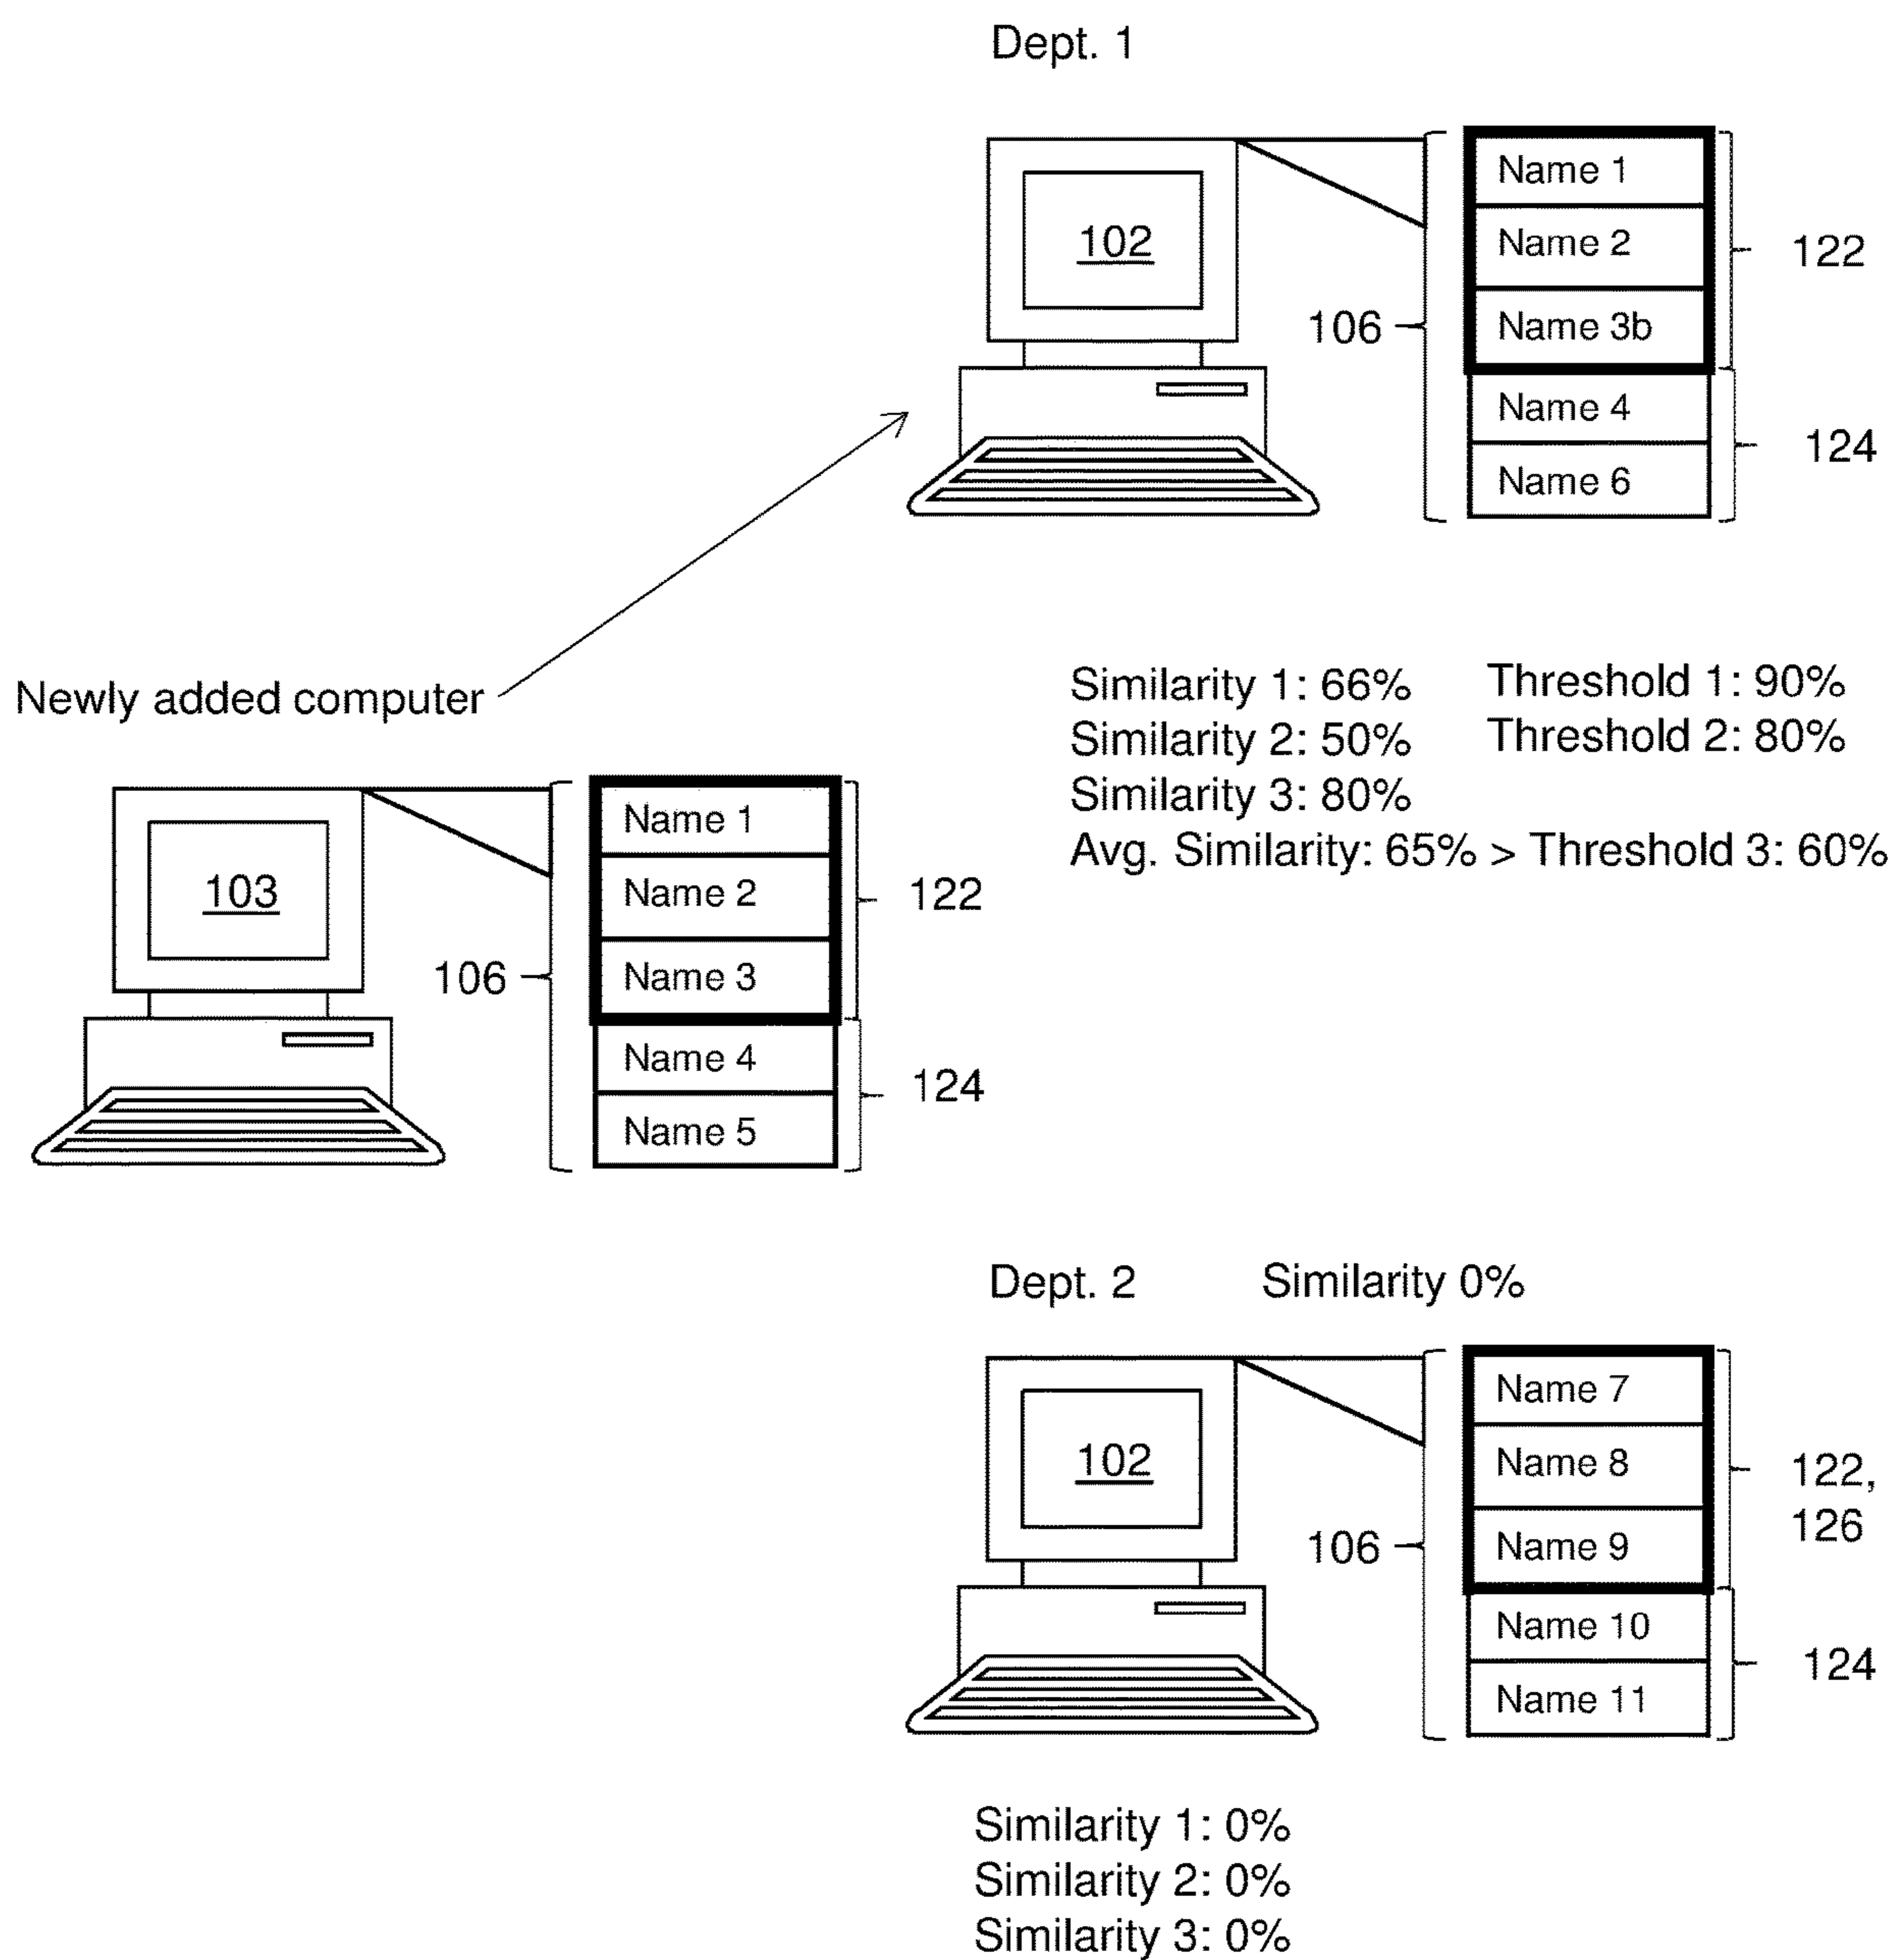 Dept. 1
102
106
Name 1
Name 2
Name 3b
Name 4
Name 6
122
124
Newly added computer
Similarity 1: 66% Threshold 1: 90%
Similarity 2: 50% Threshold 2: 80%
Similarity 3: 80%
Avg. Similarity: 65% > Threshold 3: 60%
103
106
Name 1
Name 2
Name 3
Name 4
Name 5
122
124
Dept. 2 Similarity 0%
102
106
Name 7
Name 8
Name 9
Name 10
Name 11
122,
126
124
Similarity 1: 0%
Similarity 2: 0%
Similarity 3: 0%